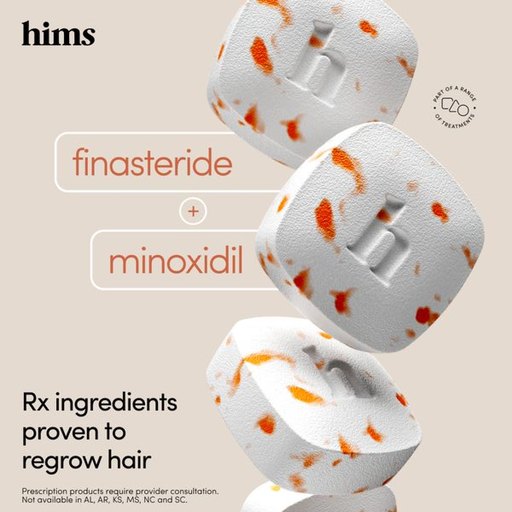 hims
PART OF A RANGE
OF TREATMENTS
h
finasteride
+
minoxidil
h
h
Rx ingredients
proven to
regrow hair
Prescription products require provider consultation.
Not available in AL, AR, KS, MS, NC and SC.